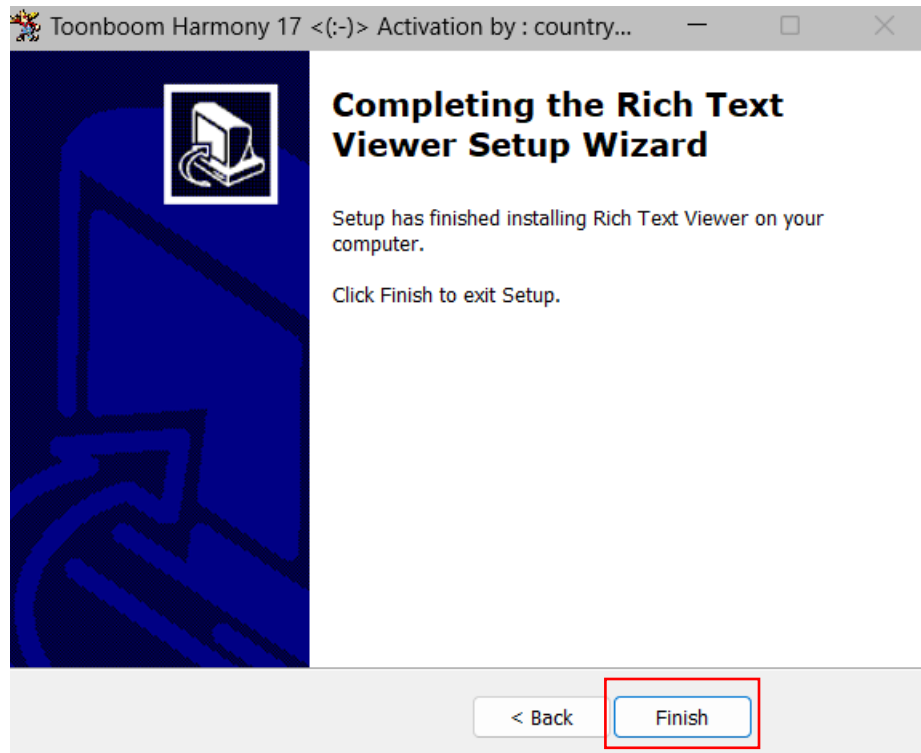 Toonboom Harmony 17 <(:-)> Activation by : country...
Completing the Rich Text
Viewer Setup Wizard
Setup has finished installing Rich Text Viewer on your
computer.
Click Finish to exit Setup.
< Back
Finish